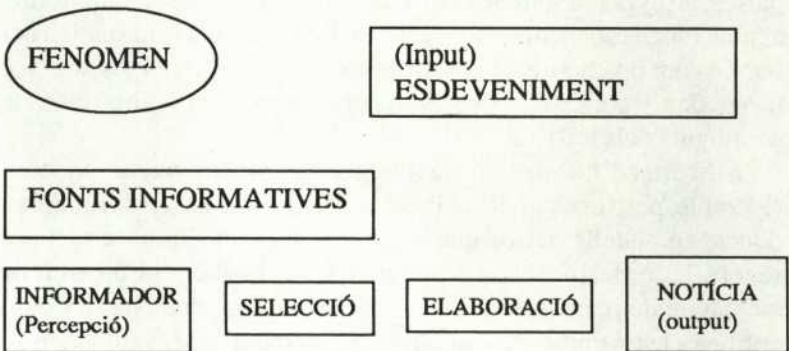 FENOMEN
(Input)
ESDEVENIMENT
FONTS INFORMATIVES
INFORMADOR
(Percepció)
SELECCIÓ
ELABORACIÓ
NOTÍCIA
(output)